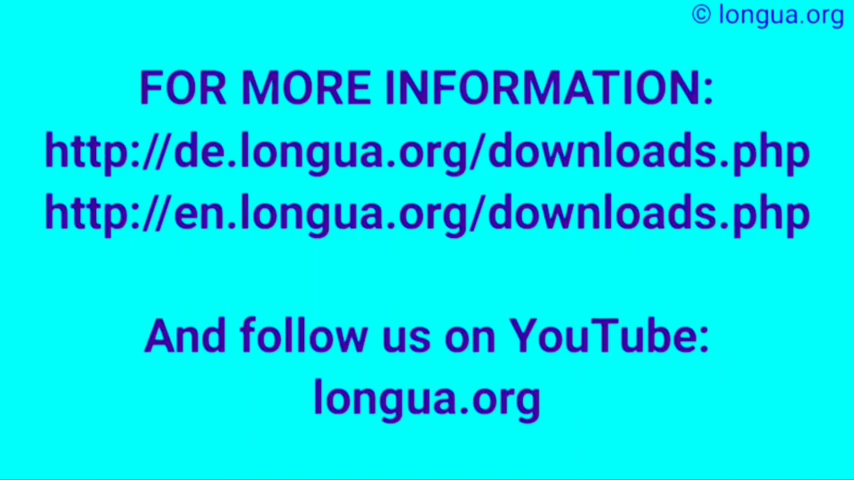 © longua.org
FOR MORE INFORMATION:
http://de.longua.org/downloads.php
http://en.longua.org/downloads.php
And follow us on YouTube:
longua.org